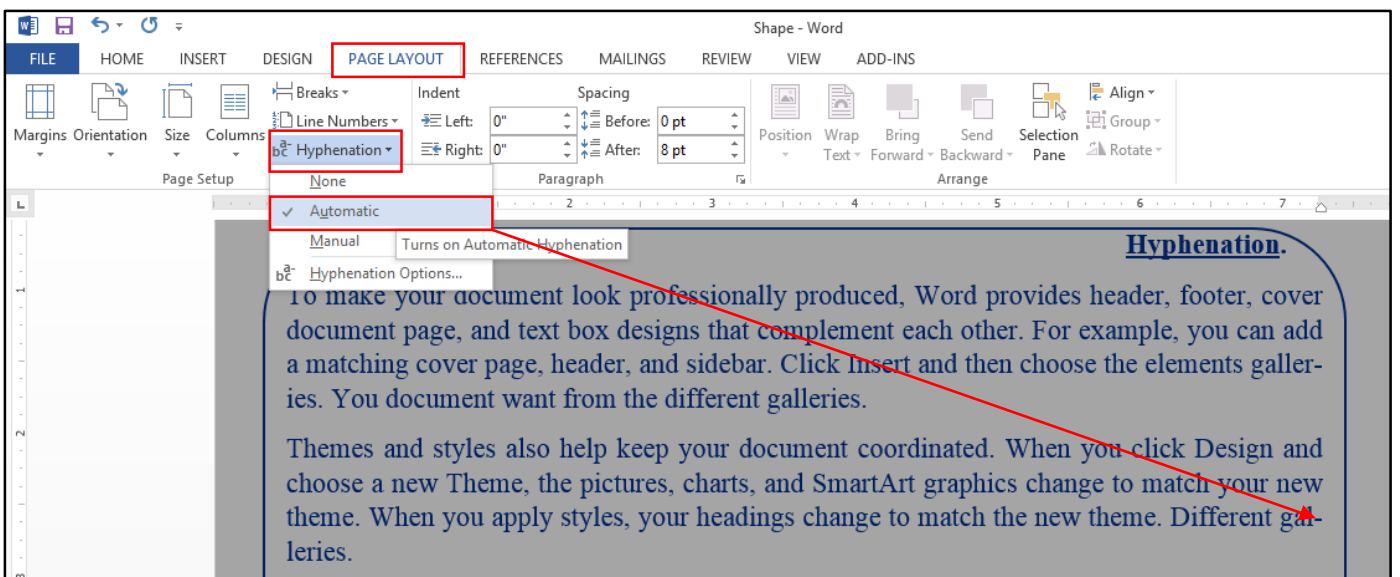 Shape - Word
FILE HOME INSERT DESIGN PAGE LAYOUT REFERENCES MAILINGS REVIEW VIEW ADD-INS
Margins Orientation Size Columns
Breaks
Line Numbers
Hyphenation
Page Setup
Indent Spacing
Left: 0" Before: 0 pt
Right: 0" After: 8 pt
Paragraph
Position Wrap Text Bring Forward Send Backward Selection Pane
Align
Group
Rotate
Arrange
None
Automatic
Manual
Hyphenation Options...
Turns on Automatic Hyphenation
L
2 3 4 5 6 7
1
2
Hyphenation.
To make your document look professionally produced, Word provides header, footer, cover
document page, and text box designs that complement each other. For example, you can add
a matching cover page, header, and sidebar. Click Insert and then choose the elements galler-
ies. You document want from the different galleries.
Themes and styles also help keep your document coordinated. When you click Design and
choose a new Theme, the pictures, charts, and SmartArt graphics change to match your new
theme. When you apply styles, your headings change to match the new theme. Different gal-
leries.